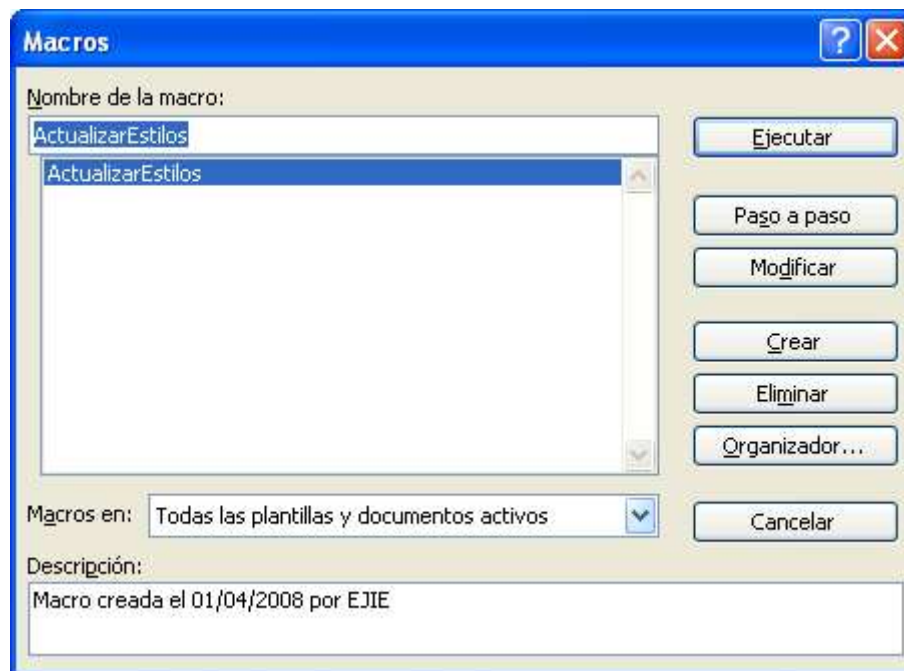 Macros
Nombre de la macro:
ActualizarEstilos
Ejecutar
ActualizarEstilos
Paso a paso
Modificar
Crear
Eliminar
Organizador...
Macros en: Todas las plantillas y documentos activos
Cancelar
Descripción:
Macro creada el 01/04/2008 por EJIE